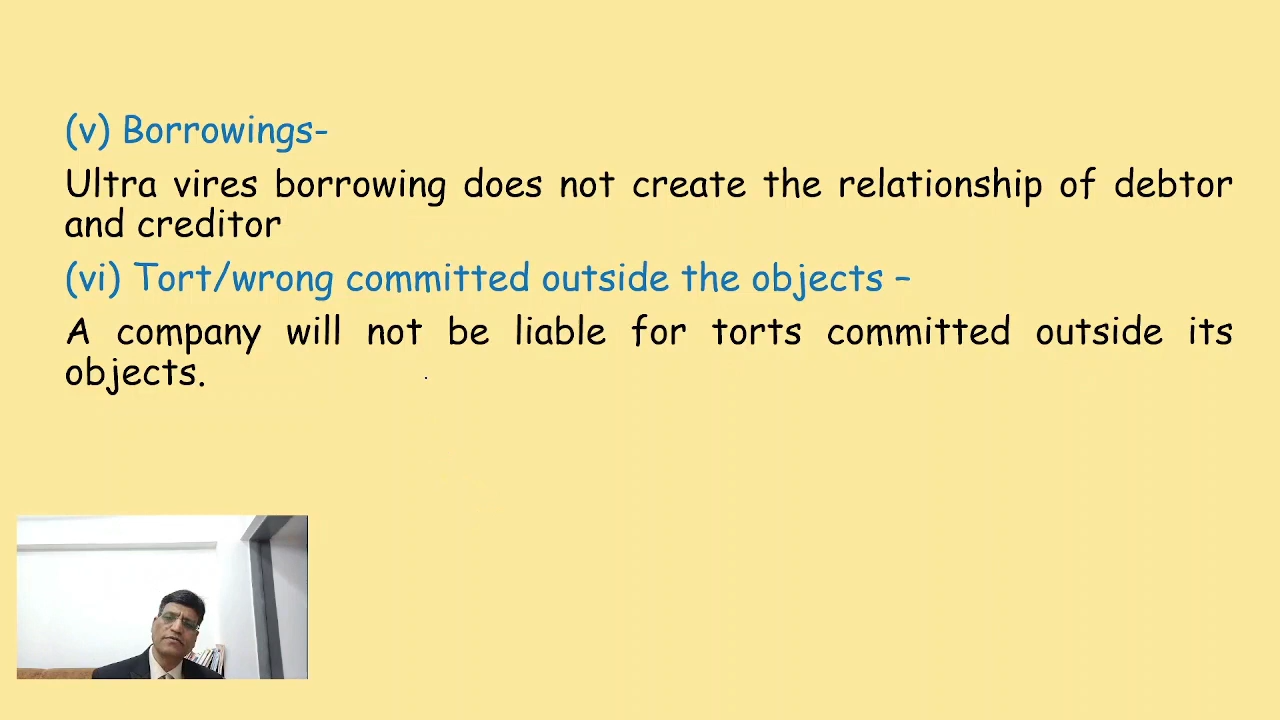 (v) Borrowings-
Ultra vires borrowing does not create the relationship of debtor
and creditor
(vi) Tort/wrong committed outside the objects –
A company will not be liable for torts committed outside its
objects.